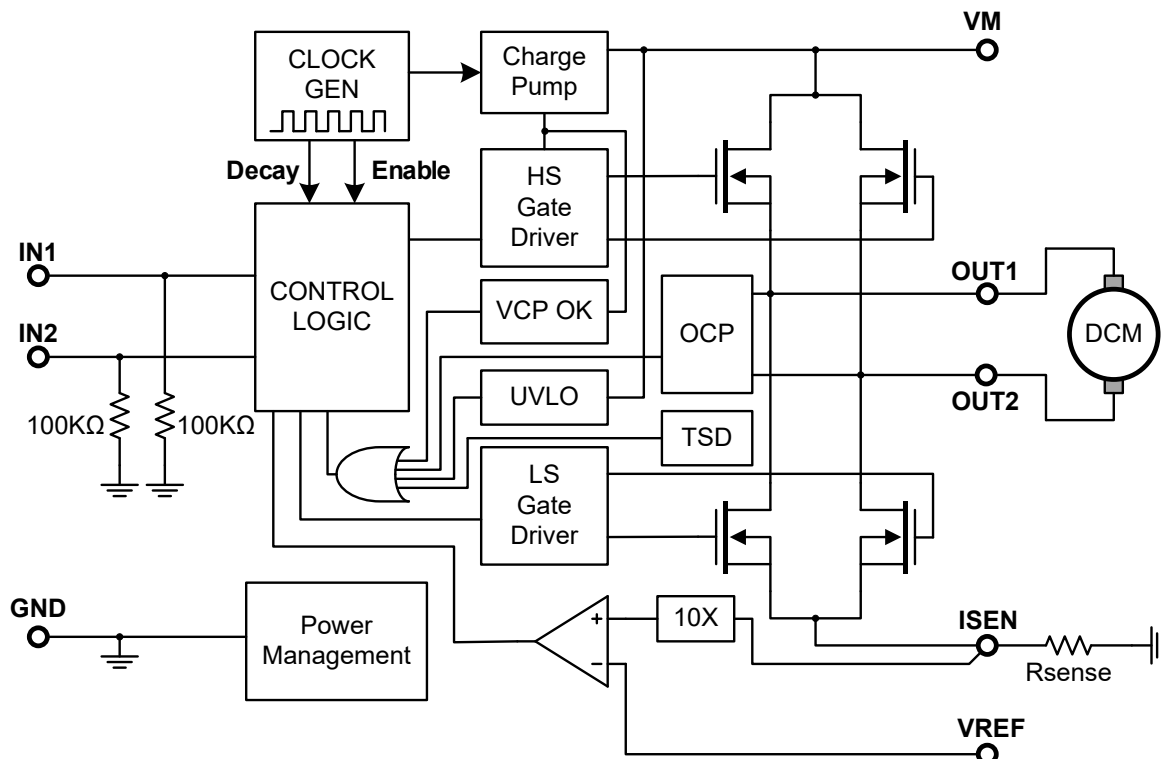 VM
CLOCK
GEN
Charge
Pump
Decay
Enable
HS
Gate
Driver
IN1
IN2
CONTROL
LOGIC
VCP OK
OCP
OUT1
OUT2
DCM
100KΩ
100KΩ
UVLO
TSD
LS
Gate
Driver
GND
Power
Management
+
−
10X
ISEN
Rsense
VREF